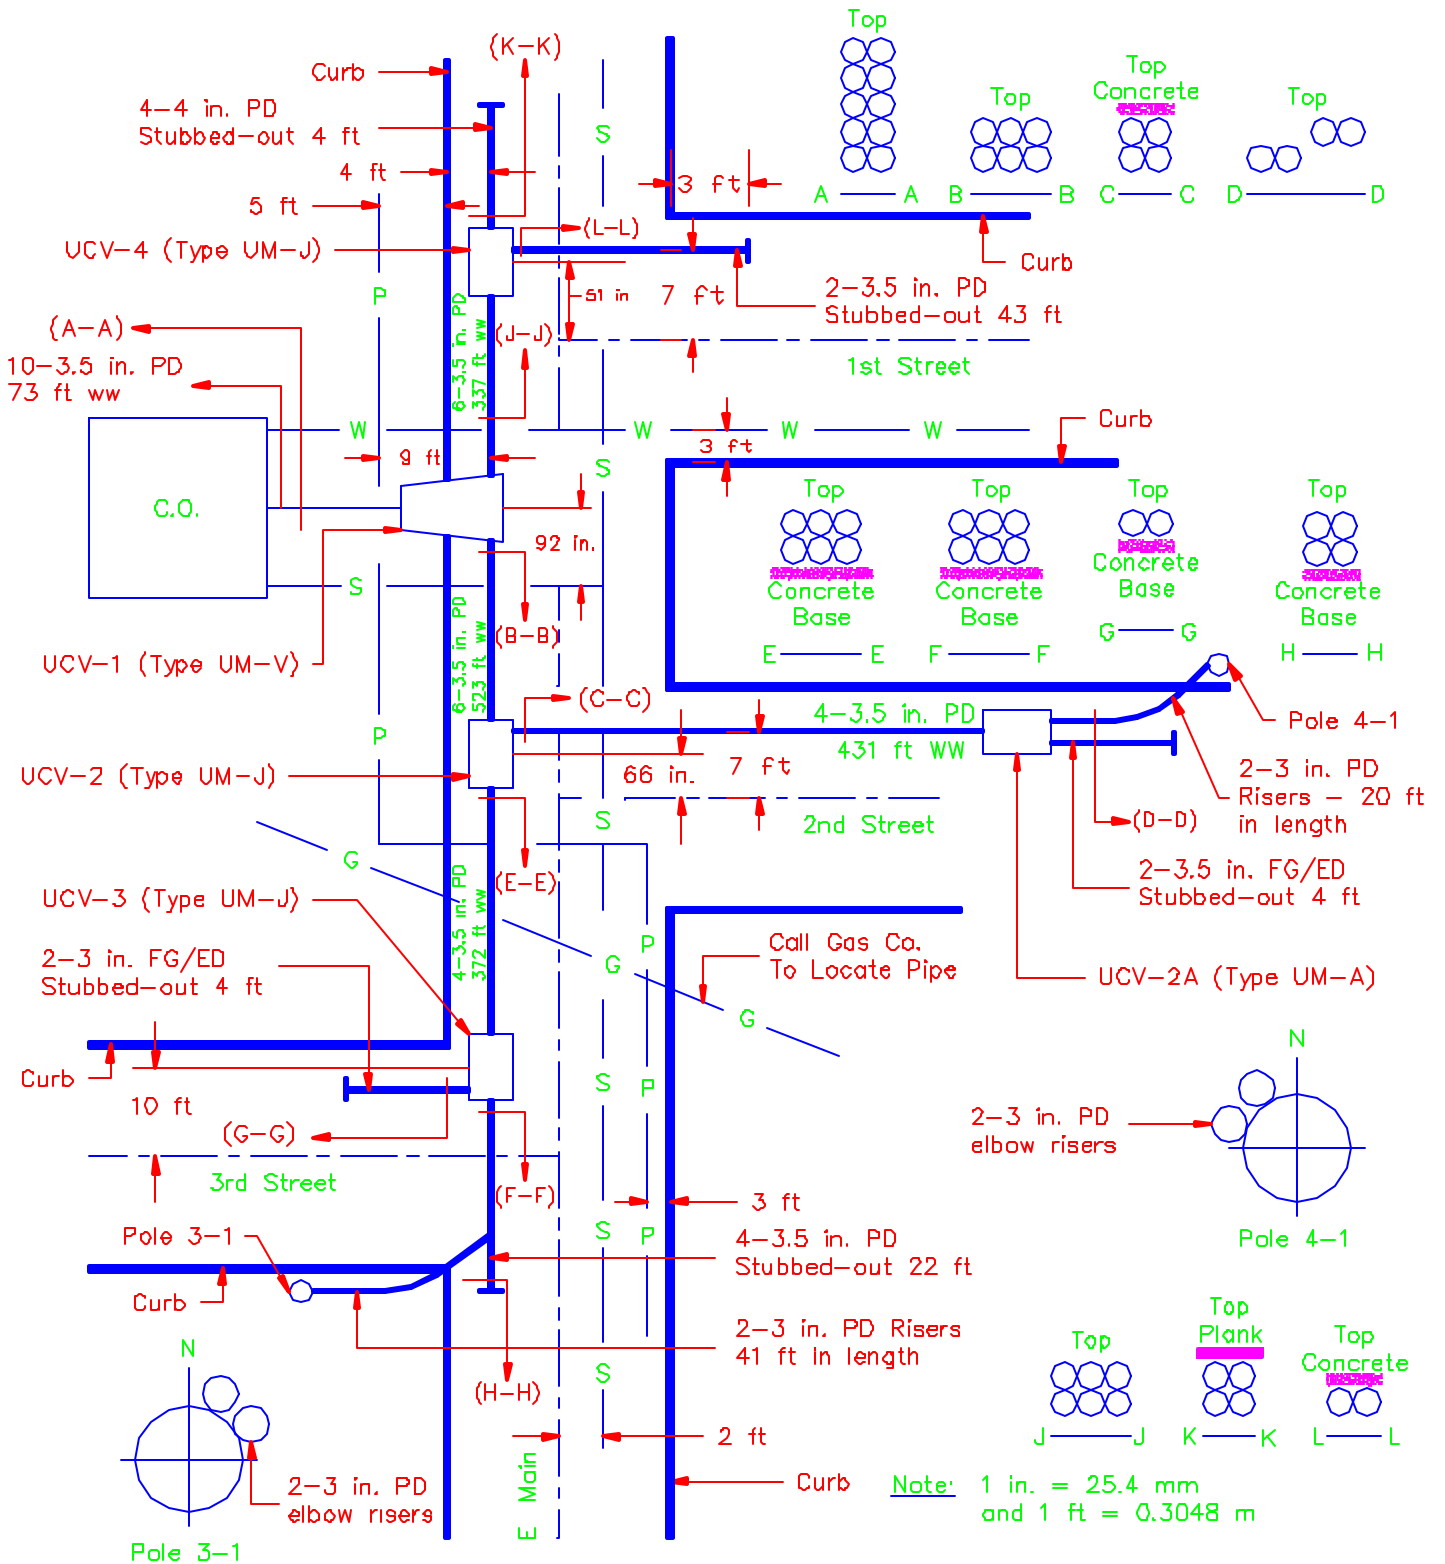 (K-K)
Top
Curb
Top
Concrete
Top
Top
4-4 in. PD
Stubbed-out 4 ft
S
4 ft
3 ft
A A
B B
C C
D D
5 ft
(L-L)
UCV-4 (Type UM-J)
Curb
P
51 in
7 ft
2-3.5 in. PD
Stubbed-out 43 ft
(A-A)
6-3.5 in. PD
337 ft ww
(J-J)
10-3.5 in. PD
73 ft ww
1st Street
W
W
W
W
Curb
9 ft
3 ft
S
C.O.
Top
Top
Top
Top
92 in.
S
Concrete
Base
Concrete
Base
Concrete
Base
Concrete
Base
6-3.5 in. PD
523 ft ww
(B-B)
G G
E E
F F
H H
UCV-1 (Type UM-V)
(C-C)
4-3.5 in. PD
431 ft WW
Pole 4-1
P
UCV-2 (Type UM-J)
66 in.
7 ft
2-3 in. PD
Risers - 20 ft
in length
S
2nd Street
(D-D)
G
(E-E)
2-3.5 in. FG/ED
Stubbed-out 4 ft
UCV-3 (Type UM-J)
4-3.5 in. PD
372 ft ww
P
Call Gas Co.
To Locate Pipe
2-3 in. FG/ED
Stubbed-out 4 ft
G
UCV-2A (Type UM-A)
G
Curb
S
P
N
10 ft
2-3 in. PD
elbow risers
(G-G)
3rd Street
(F-F)
3 ft
Pole 3-1
S
P
4-3.5 in. PD
Stubbed-out 22 ft
Pole 4-1
Curb
2-3 in. PD Risers
41 ft in length
Top
Top
Plank
Top
Concrete
N
S
(H-H)
2 ft
J J
K K
L L
E Main
Curb
2-3 in. PD
elbow risers
Note: 1 in. = 25.4 mm
and 1 ft = 0.3048 m
Pole 3-1